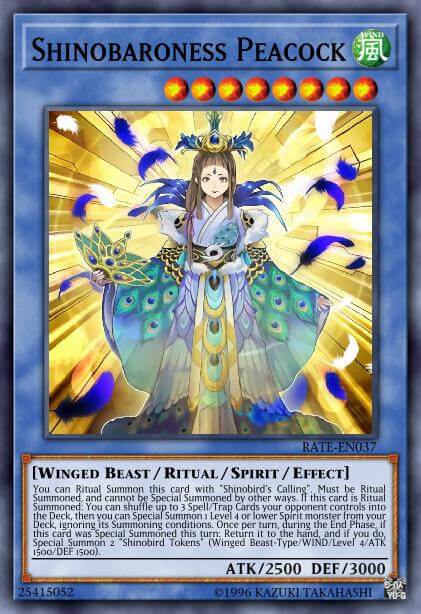 SHINOBARONESS PEACOCK
WIND
風
RATE-EN037
[WINGED BEAST / RITUAL / SPIRIT / EFFECT]
You can Ritual Summon this card with "Shinobird's Calling". Must be Ritual
Summoned, and cannot be Special Summoned by other ways. If this card is Ritual
Summoned: You can shuffle up to 3 Spell/Trap Cards your opponent controls into
the Deck, then you can Special Summon 1 Level 4 or lower Spirit monster from your
Deck, ignoring its Summoning conditions. Once per turn, during the End Phase, if
this card was Special Summoned this turn: Return it to the hand, and if you do,
Special Summon 2 "Shinobird Tokens" (Winged Beast-Type/WIND/Level 4/ATK
1500/DEF 1500).
ATK/2500 DEF/3000
25415052 ©1996 KAZUKI TAKAHASHI